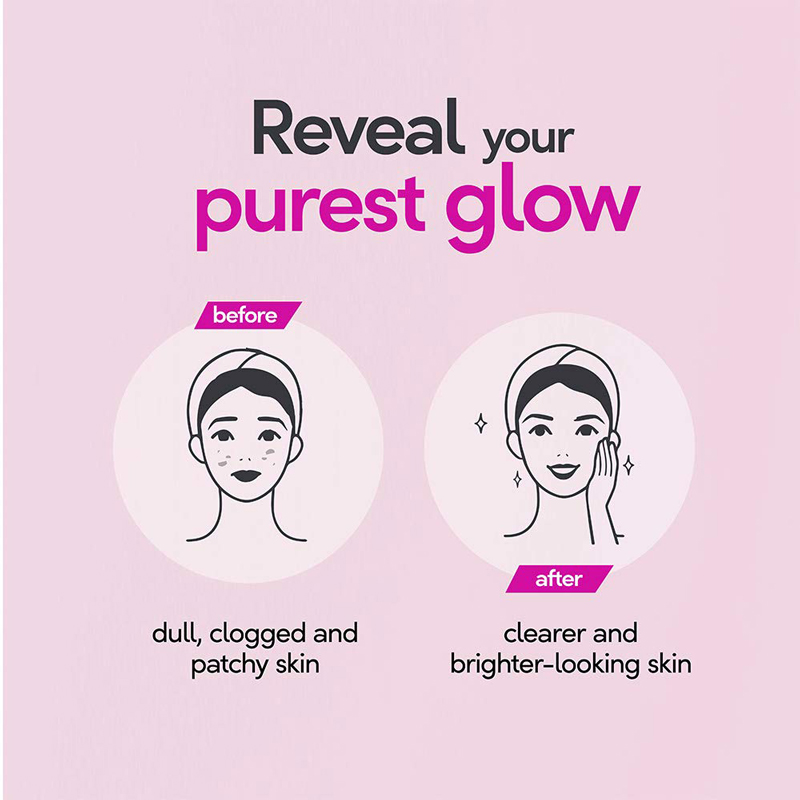 Reveal your
purest glow
before
after
dull, clogged and
patchy skin
clearer and
brighter-looking skin